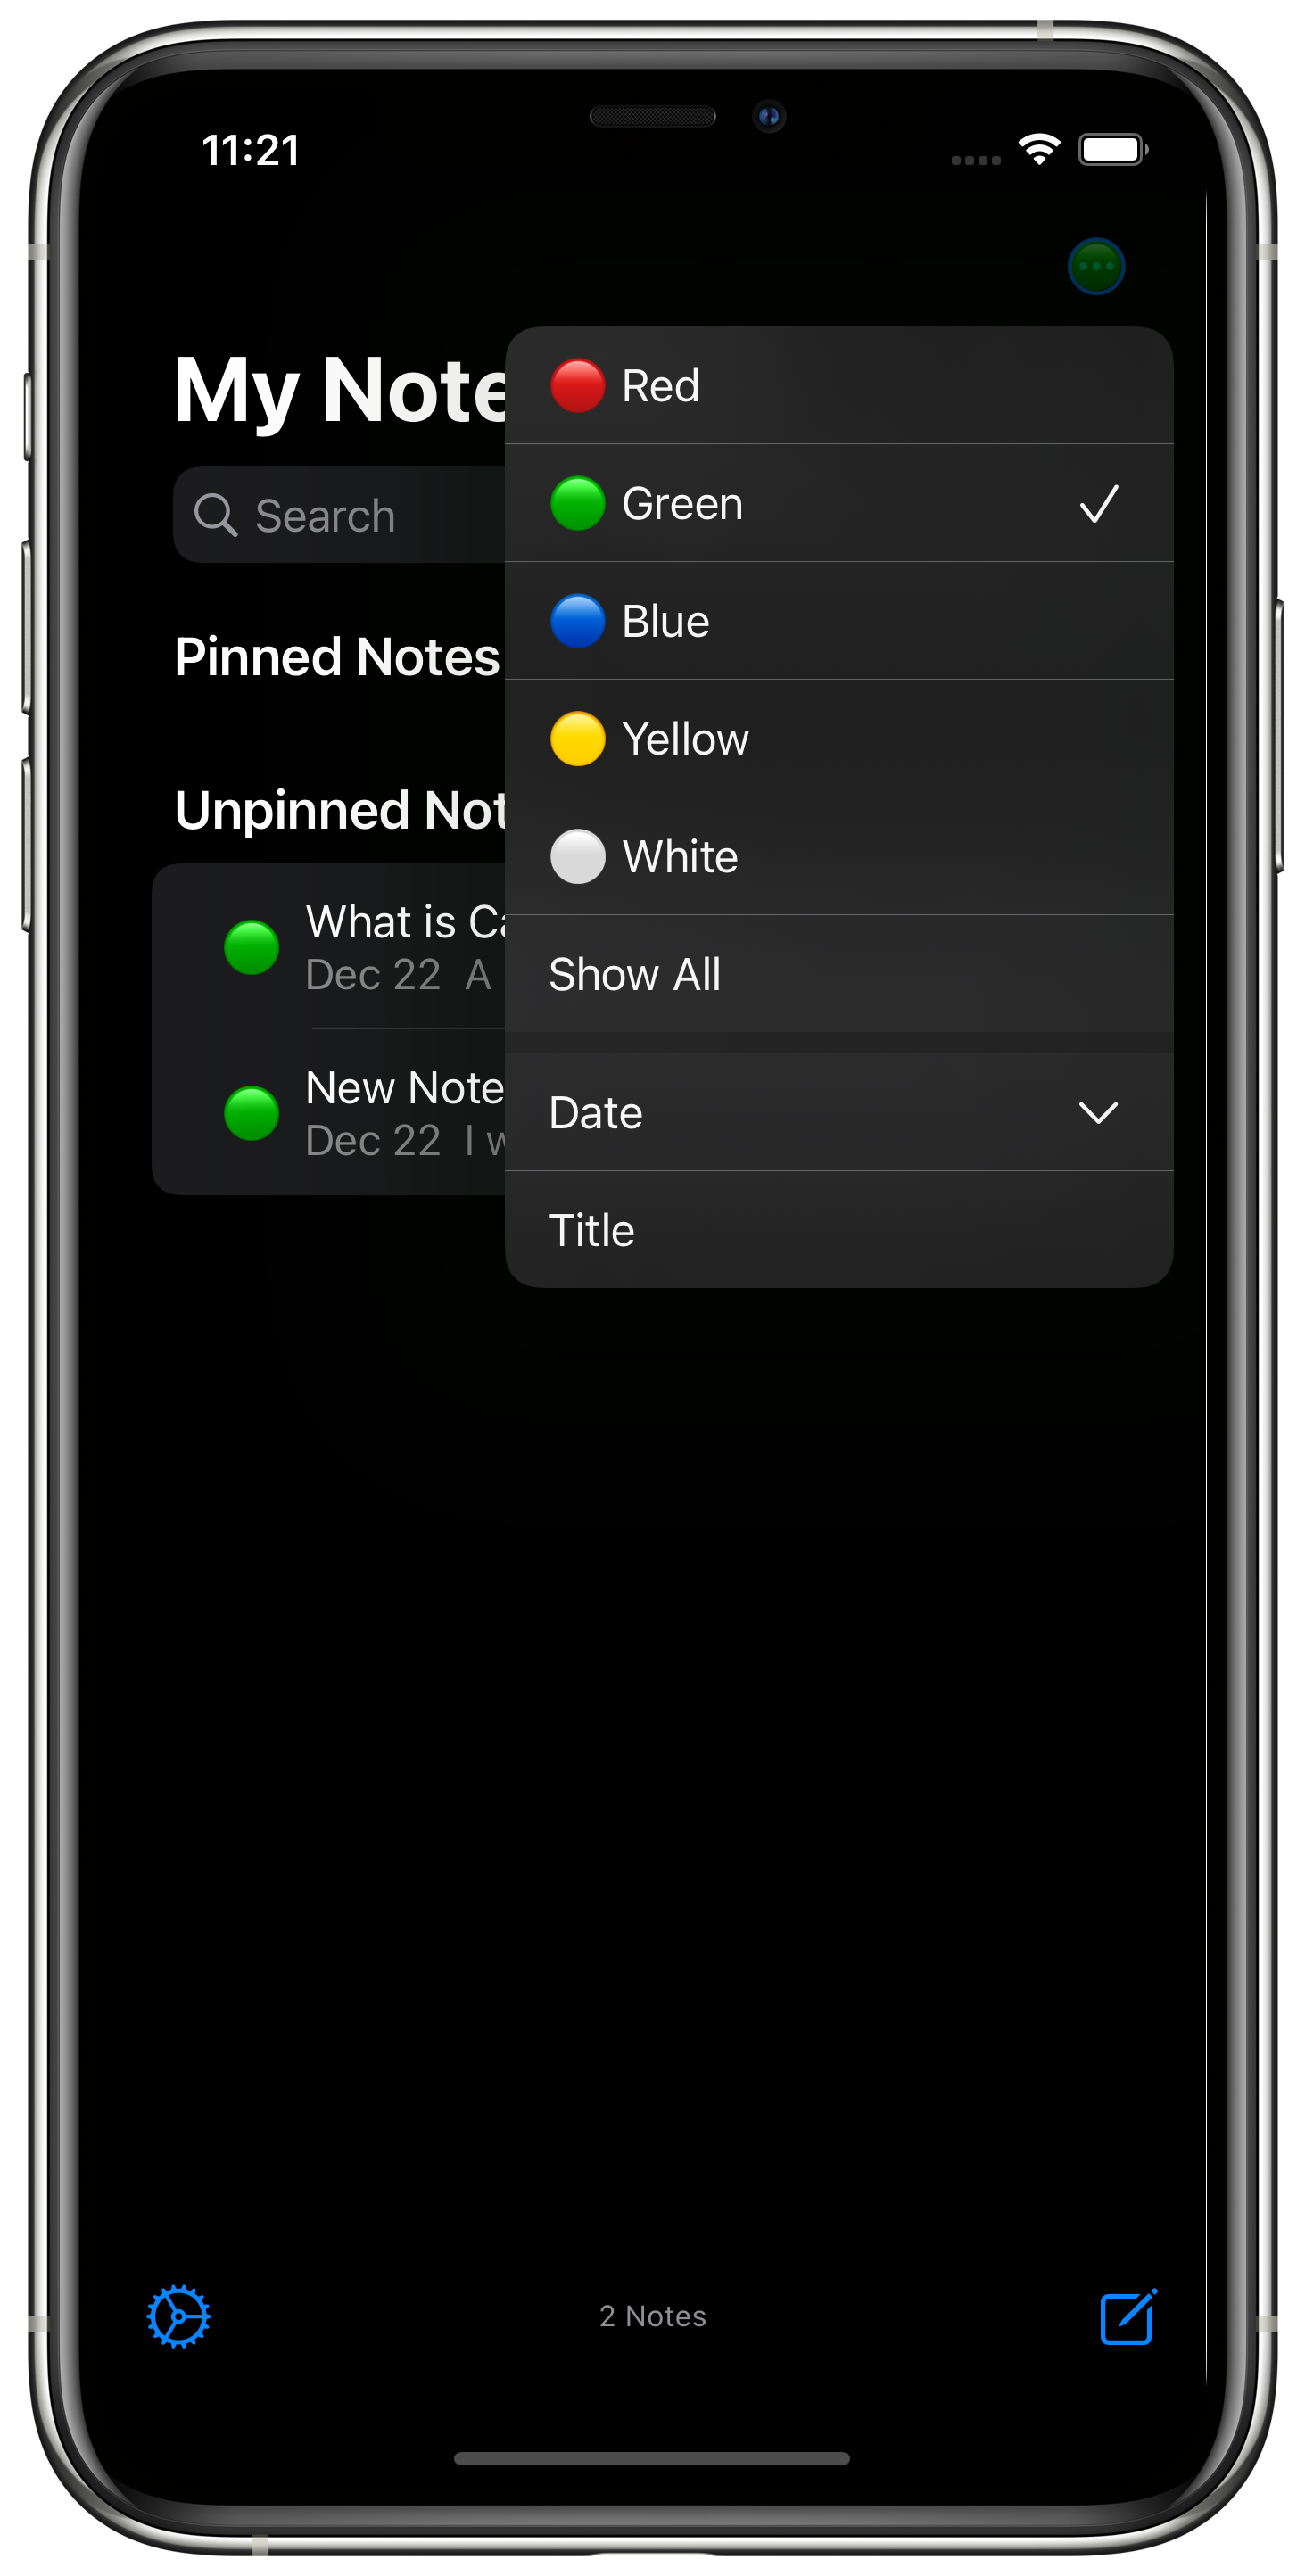 11:21
My Note
Search
Pinned Notes
Unpinned Not
What is Ca
Dec 22 A
New Note
Dec 22 I w
Red
Green
Blue
Yellow
White
Show All
Date
Title
2 Notes